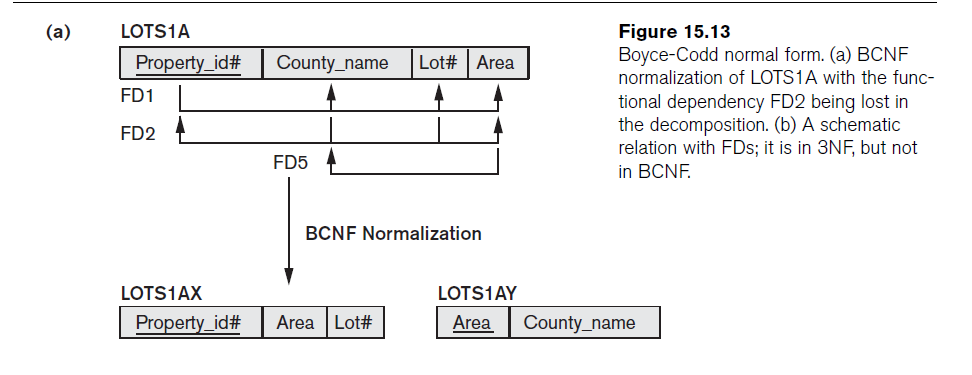 (a)
LOTS1A
Property_id# County_name Lot# Area
FD1
FD2
FD5
BCNF Normalization
LOTS1AX
Property_id# Area Lot#
LOTS1AY
Area County_name
Figure 15.13
Boyce-Codd normal form. (a) BCNF
normalization of LOTS1A with the func-
tional dependency FD2 being lost in
the decomposition. (b) A schematic
relation with FDs; it is in 3NF, but not
in BCNF.